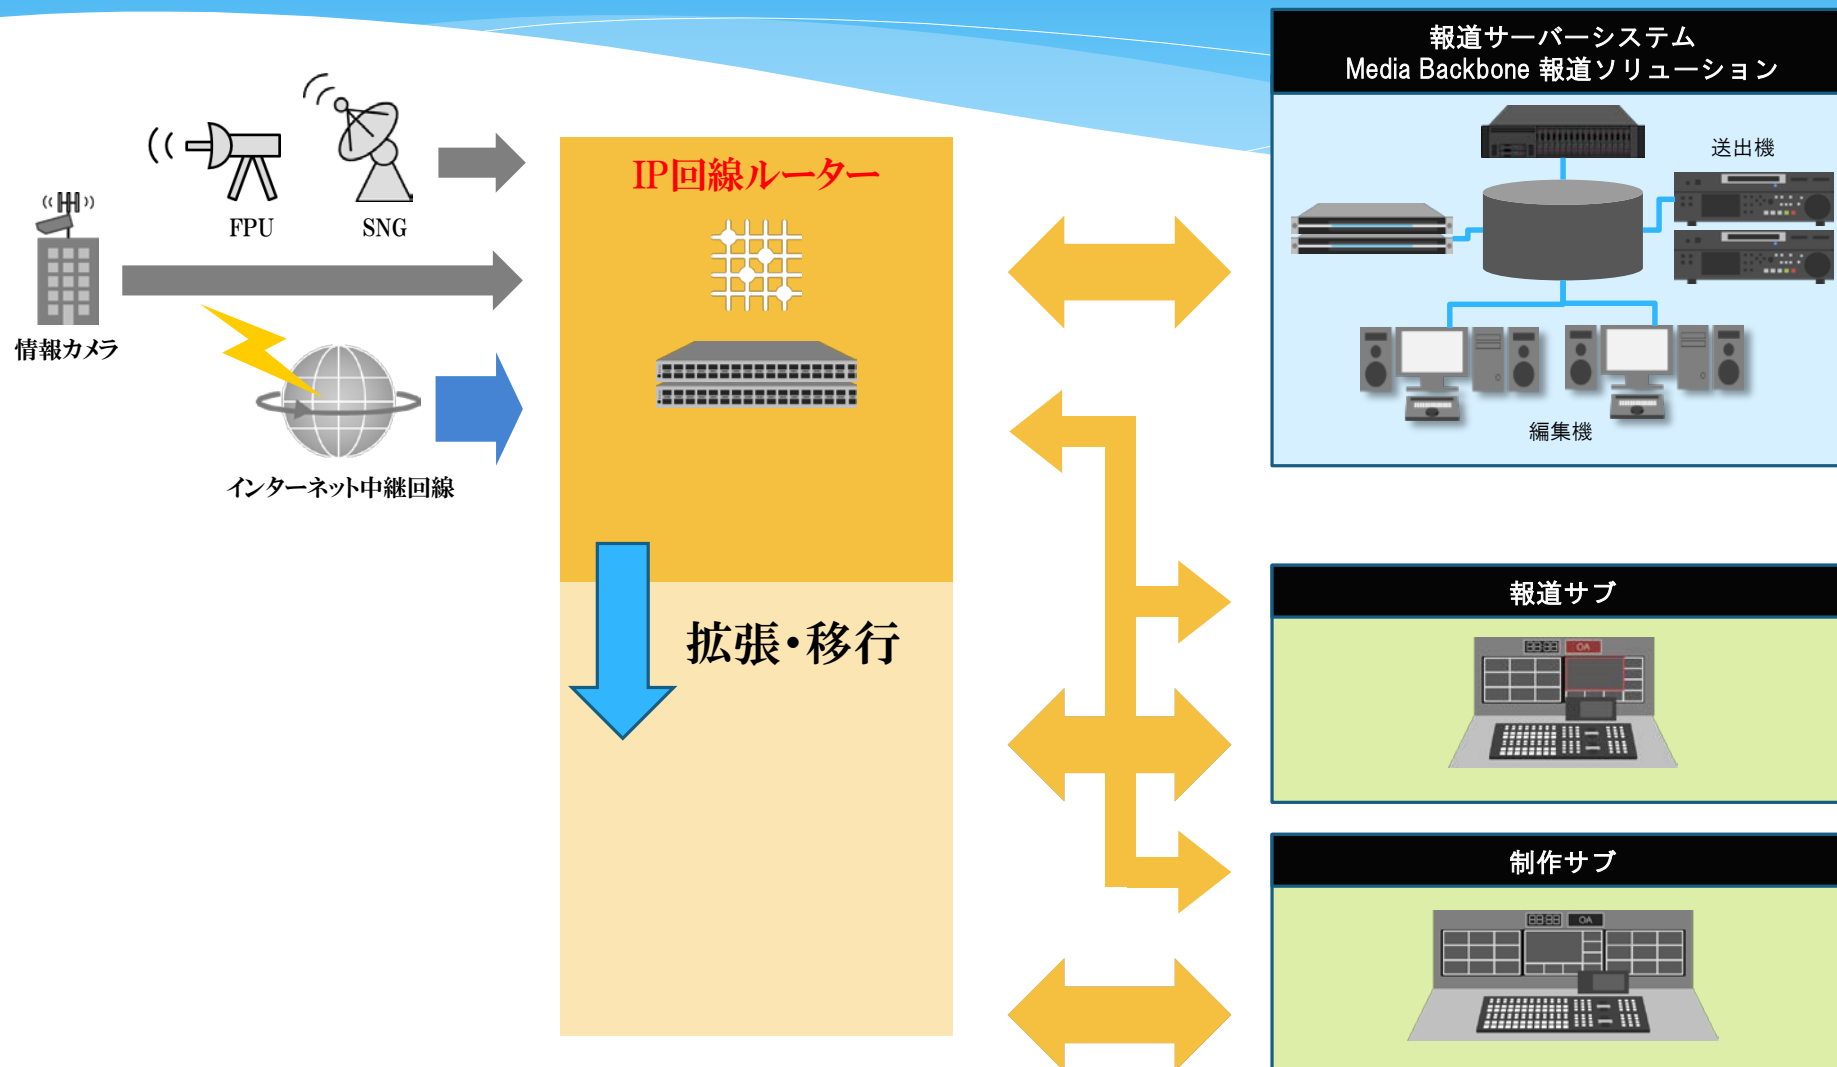 報道サーバーシステム
Media Backbone 報道ソリューション
送出機
編集機
FPU
SNG
情報カメラ
インターネット中継回線
IP回線ルーター
拡張・移行
報道サブ
OA
制作サブ
OA